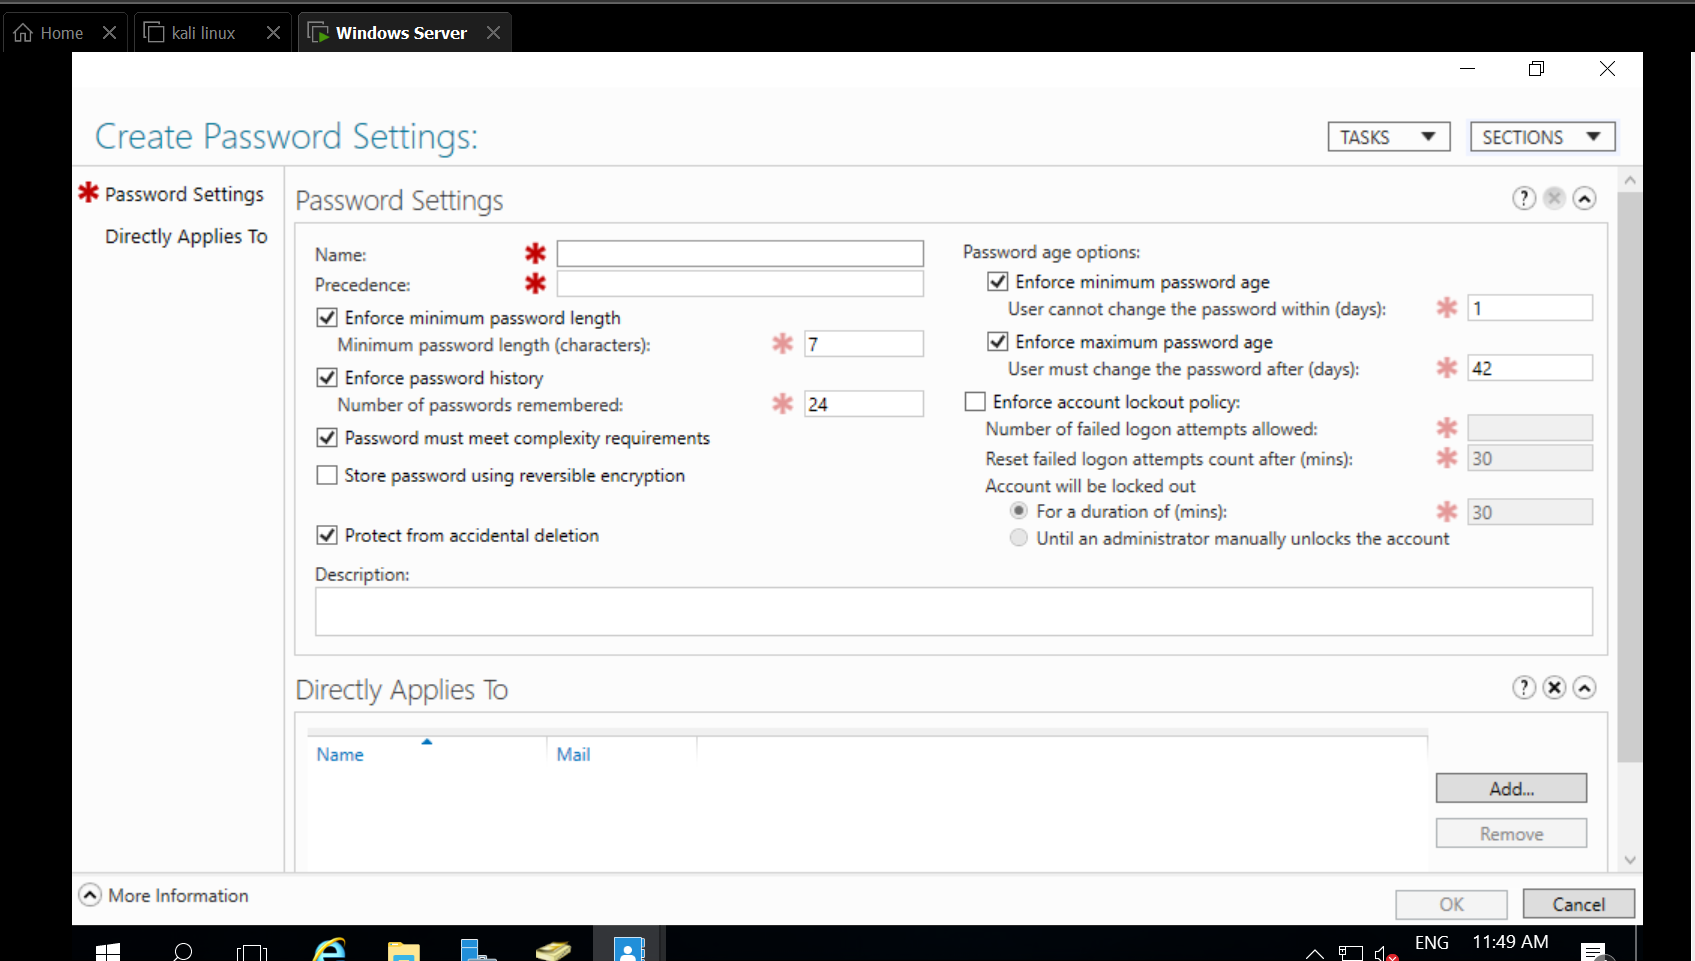 Home
kali linux
Windows Server
Create Password Settings:
TASKS
SECTIONS
Password Settings
Directly Applies To
Password Settings
Name:
Precedence:
Enforce minimum password length
Minimum password length (characters):
7
Enforce password history
Number of passwords remembered:
24
Password must meet complexity requirements
Store password using reversible encryption
Protect from accidental deletion
Password age options:
Enforce minimum password age
User cannot change the password within (days):
1
Enforce maximum password age
User must change the password after (days):
42
Enforce account lockout policy:
Number of failed logon attempts allowed:
Reset failed logon attempts count after (mins):
30
Account will be locked out
For a duration of (mins):
30
Until an administrator manually unlocks the account
Description:
Directly Applies To
Name
Mail
Add...
Remove
More Information
OK
Cancel
ENG
11:49 AM